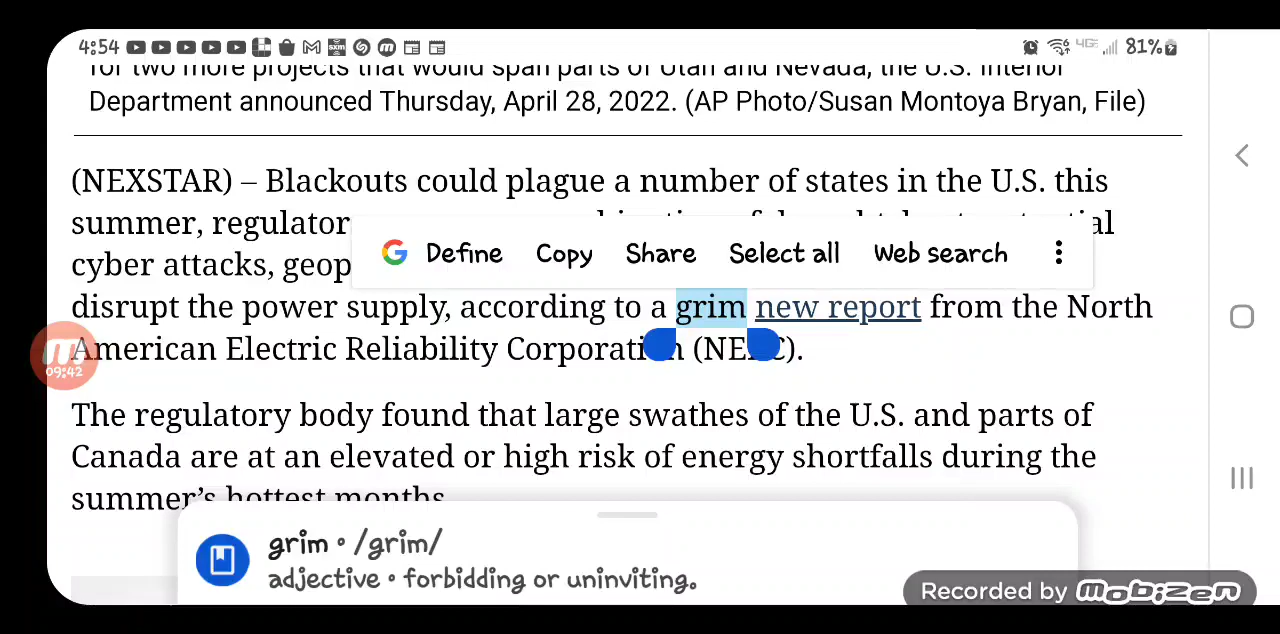 4:54 81%
for two more projects that would span parts of Utah and Nevada, the U.S. Interior
Department announced Thursday, April 28, 2022. (AP Photo/Susan Montoya Bryan, File)
(NEXSTAR) – Blackouts could plague a number of states in the U.S. this
summer, regulator
Define Copy Share Select all Web search
cyber attacks, geop
disrupt the power supply, according to a grim new report from the North
American Electric Reliability Corporation (NERC).
09:42
The regulatory body found that large swathes of the U.S. and parts of
Canada are at an elevated or high risk of energy shortfalls during the
summer's hottest months.
grim • /grim/
adjective • forbidding or uninviting.
Recorded by mobizen